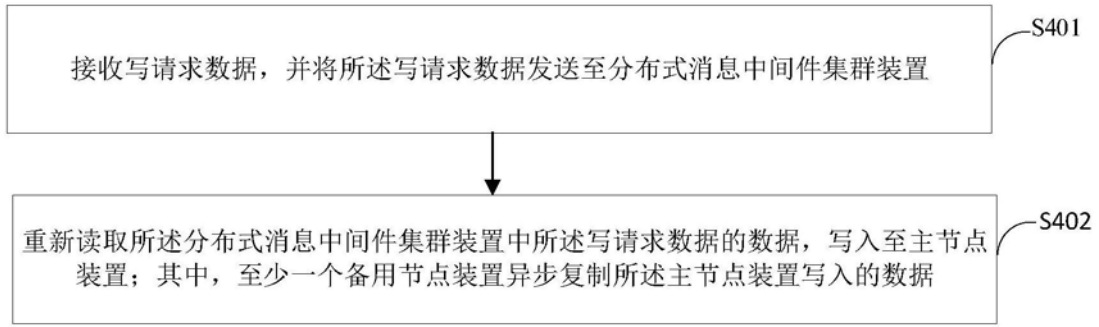 接收写请求数据，并将所述写请求数据发送至分布式消息中间件集群装置
S401
重新读取所述分布式消息中间件集群装置中所述写请求数据的数据，写入至主节点
装置；其中，至少一个备用节点装置异步复制所述主节点装置写入的数据
S402